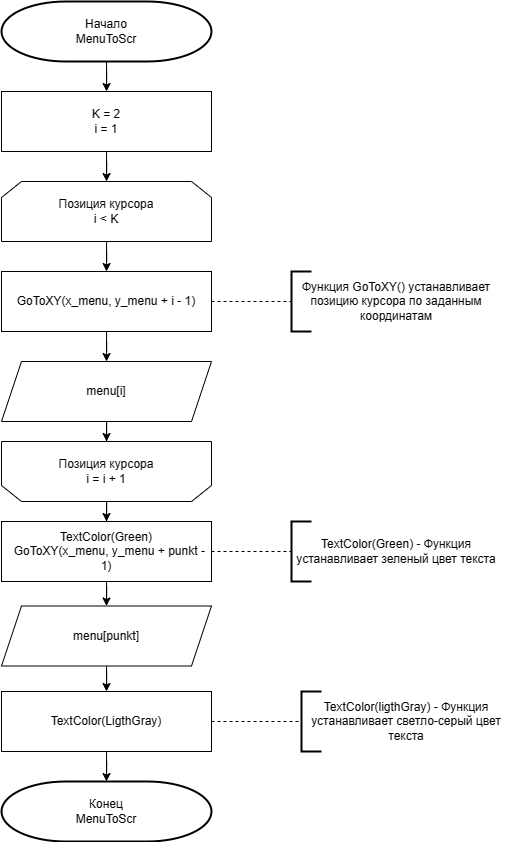 Начало
MenuToScr
K = 2
i = 1
Позиция курсора
i < K
GoToXY(x_menu, y_menu + i - 1)
Функция GoToXY() устанавливает
позицию курсора по заданным
координатам
menu[i]
Позиция курсора
i = i + 1
TextColor(Green)
GoToXY(x_menu, y_menu + punkt -
1)
TextColor(Green) - Функция
устанавливает зеленый цвет текста
menu[punkt]
TextColor(LigthGray)
TextColor(ligthGray) - Функция
устанавливает светло-серый цвет
текста
Конец
MenuToScr